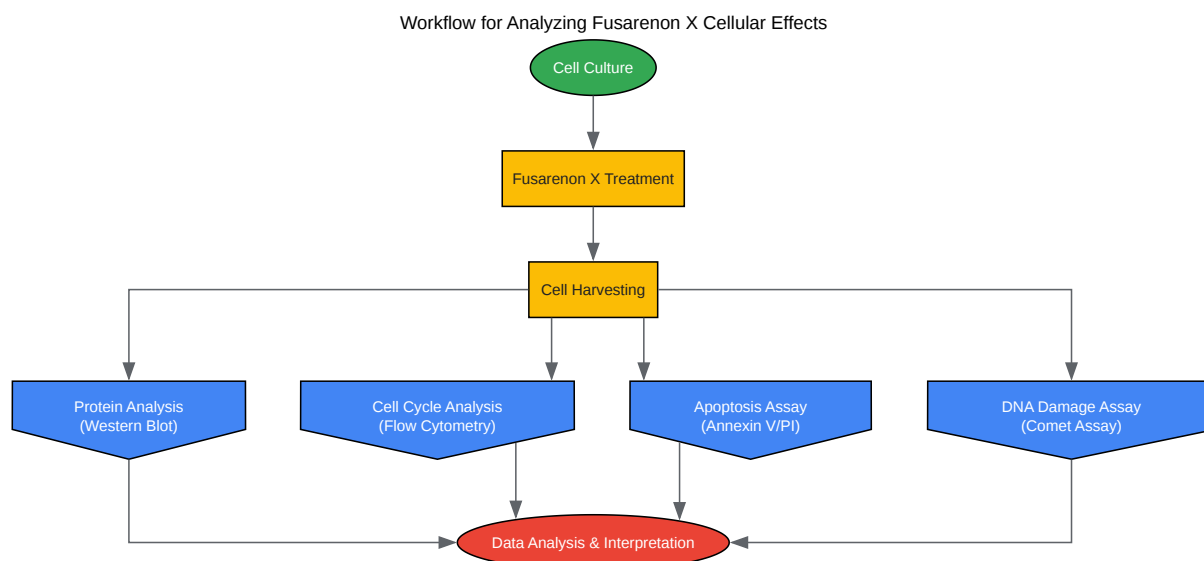 Workflow for Analyzing Fusarenon X Cellular Effects
Cell Culture
Fusarenon X Treatment
Cell Harvesting
Protein Analysis
(Western Blot)
Cell Cycle Analysis
(Flow Cytometry)
Apoptosis Assay
(Annexin V/PI)
DNA Damage Assay
(Comet Assay)
Data Analysis & Interpretation